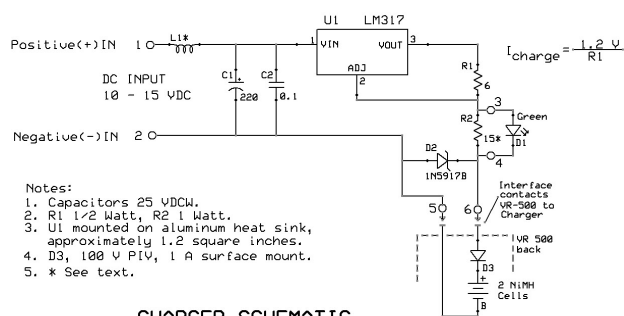 U1 LM317
Positive(+)IN 1
L1*
1 VIN VOUT 3
ADJ
2
I charge = 1.2 V
R1
DC INPUT
10 - 15 VDC
C1 + 220
C2 0.1
R1
6
3
Green
R2
15*
D1
4
Negative(-)IN 2
D2
1N5917B
Interface
contacts
VR-500 to
Charger
5 6
VR 500
back
D3
+
2 NiMH
Cells
B
Notes:
1. Capacitors 25 VDCW.
2. R1 1/2 Watt, R2 1 Watt.
3. U1 mounted on aluminum heat sink,
approximately 1.2 square inches.
4. D3, 100 V PIV, 1 A surface mount.
5. * See text.
CHARGER SCHEMATIC